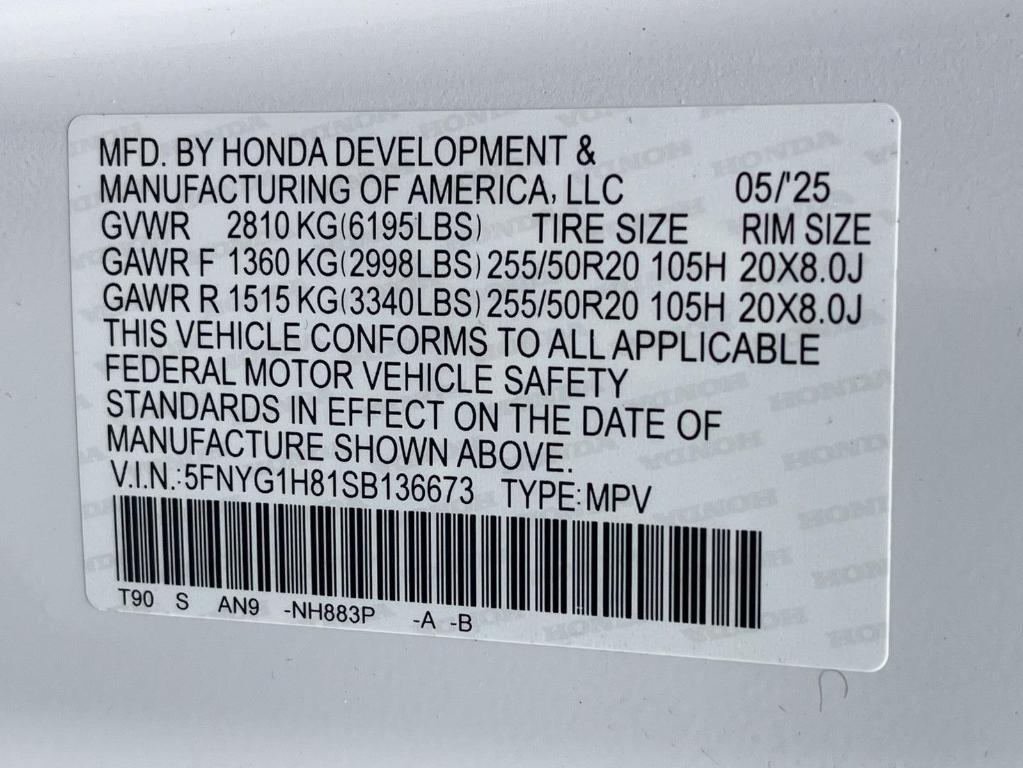 MFD. BY HONDA DEVELOPMENT &
MANUFACTURING OF AMERICA, LLC 05/'25
GVWR 2810 KG(6195LBS) TIRE SIZE RIM SIZE
GAWR F 1360 KG(2998LBS) 255/50R20 105H 20X8.0J
GAWR R 1515 KG(3340LBS) 255/50R20 105H 20X8.0J
THIS VEHICLE CONFORMS TO ALL APPLICABLE
FEDERAL MOTOR VEHICLE SAFETY
STANDARDS IN EFFECT ON THE DATE OF
MANUFACTURE SHOWN ABOVE.
V.I.N.:5FNYG1H81SB136673 TYPE:MPV
T90 S AN9 -NH883P -A -B